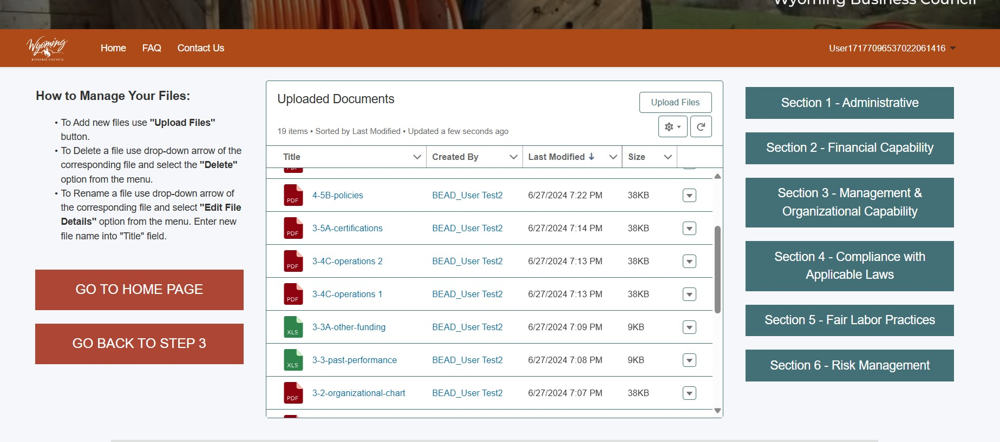 Wyoming Business Council
Wyoming
BUSINESS COUNCIL
Home
FAQ
Contact Us
User17177096537022061416
How to Manage Your Files:
• To Add new files use "Upload Files"
button.
• To Delete a file use drop-down arrow of the
corresponding file and select the "Delete"
option from the menu.
• To Rename a file use drop-down arrow of
the corresponding file and select "Edit File
Details" option from the menu. Enter new
file name into "Title" field.
GO TO HOME PAGE
GO BACK TO STEP 3
Uploaded Documents
Upload Files
19 items • Sorted by Last Modified • Updated a few seconds ago
Title Created By Last Modified Size
PDF
PDF 4-5B-policies BEAD_User Test2 6/27/2024 7:22 PM 38KB
PDF 3-5A-certifications BEAD_User Test2 6/27/2024 7:14 PM 38KB
PDF 3-4C-operations 2 BEAD_User Test2 6/27/2024 7:13 PM 38KB
PDF 3-4C-operations 1 BEAD_User Test2 6/27/2024 7:13 PM 38KB
XLS 3-3A-other-funding BEAD_User Test2 6/27/2024 7:09 PM 9KB
XLS 3-3-past-performance BEAD_User Test2 6/27/2024 7:08 PM 9KB
PDF 3-2-organizational-chart BEAD_User Test2 6/27/2024 7:07 PM 38KB
Section 1 - Administrative
Section 2 - Financial Capability
Section 3 - Management &
Organizational Capability
Section 4 - Compliance with
Applicable Laws
Section 5 - Fair Labor Practices
Section 6 - Risk Management